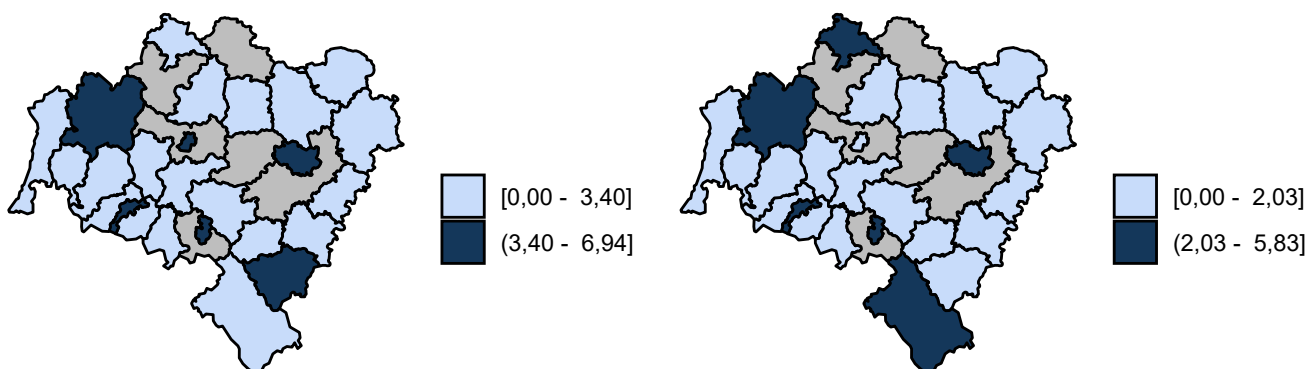 [0,00 -  3,40]
(3,40 -  6,94]
[0,00 -  2,03]
(2,03 -  5,83]